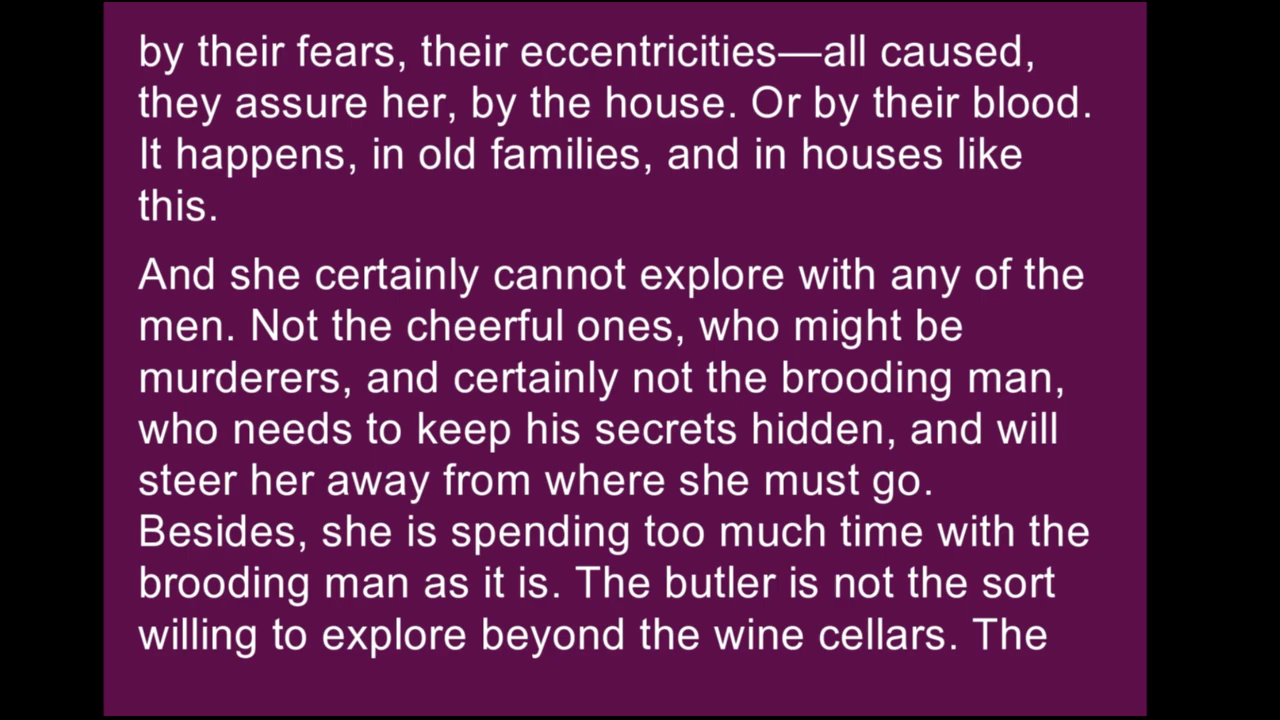 by their fears, their eccentricities—all caused,
they assure her, by the house. Or by their blood.
It happens, in old families, and in houses like
this.
And she certainly cannot explore with any of the
men. Not the cheerful ones, who might be
murderers, and certainly not the brooding man,
who needs to keep his secrets hidden, and will
steer her away from where she must go.
Besides, she is spending too much time with the
brooding man as it is. The butler is not the sort
willing to explore beyond the wine cellars. The